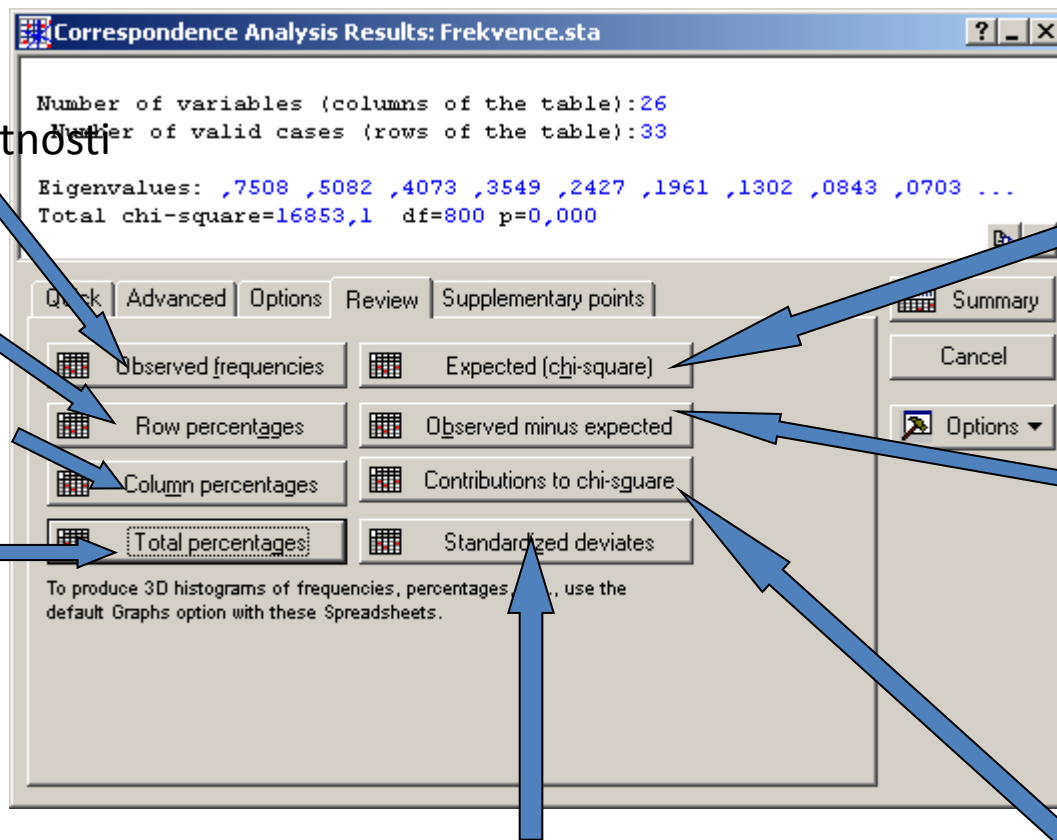 Correspondence Analysis Results: Frekvence.sta
Number of variables (columns of the table):26
Number of valid cases (rows of the table):33
tnosti
Eigenvalues: ,7508 ,5082 ,4073 ,3549 ,2427 ,1961 ,1302 ,0843 ,0703 ...
Total chi-square=16853,1 df=800 p=0,000
Quick Advanced Options Review Supplementary points
Summary
Observed frequencies Expected (chi-square)
Cancel
Row percentages Observed minus expected
Options
Column percentages Contributions to chi-square
Total percentages Standardized deviates
To produce 3D histograms of frequencies, percentages, ., use the
default Graphs option with these Spreadsheets.